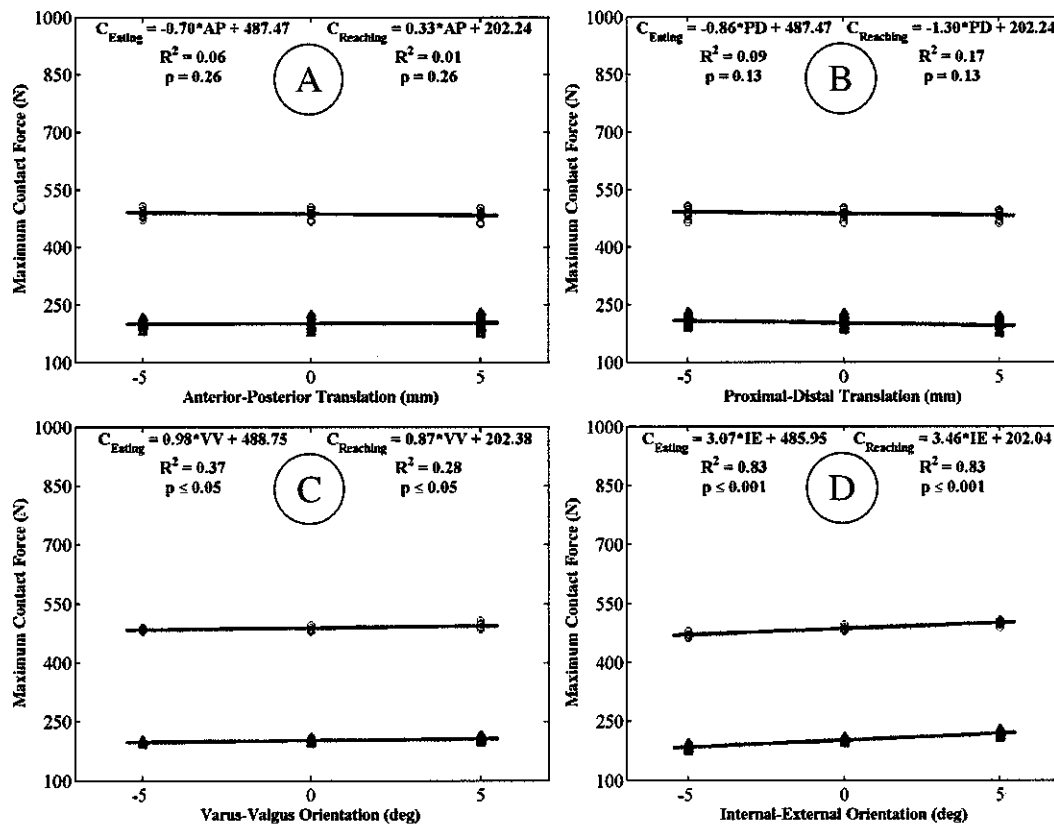 C_Eating = -0.70*AP + 487.47 C_Reaching = 0.33*AP + 202.24
R² = 0.06 R² = 0.01
p = 0.26 p = 0.26
A
Maximum Contact Force (N)
1000
850
700
550
400
250
100
-5 0 5
Anterior-Posterior Translation (mm)
C_Eating = -0.86*PD + 487.47 C_Reaching = -1.30*PD + 202.24
R² = 0.09 R² = 0.17
p = 0.13 p = 0.13
B
Maximum Contact Force (N)
1000
850
700
550
400
250
100
-5 0 5
Proximal-Distal Translation (mm)
C_Eating = 0.98*VV + 488.75 C_Reaching = 0.87*VV + 202.38
R² = 0.37 R² = 0.28
p ≤ 0.05 p ≤ 0.05
C
Maximum Contact Force (N)
1000
850
700
550
400
250
100
-5 0 5
Varus-Valgus Orientation (deg)
C_Eating = 3.07*IE + 485.95 C_Reaching = 3.46*IE + 202.04
R² = 0.83 R² = 0.83
p ≤ 0.001 p ≤ 0.001
D
Maximum Contact Force (N)
1000
850
700
550
400
250
100
-5 0 5
Internal-External Orientation (deg)